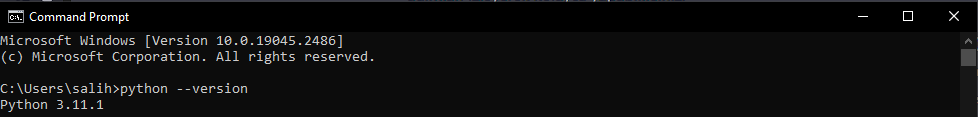 Command Prompt
Microsoft Windows [Version 10.0.19045.2486]
(c) Microsoft Corporation. All rights reserved.
C:\Users\salih>python --version
Python 3.11.1